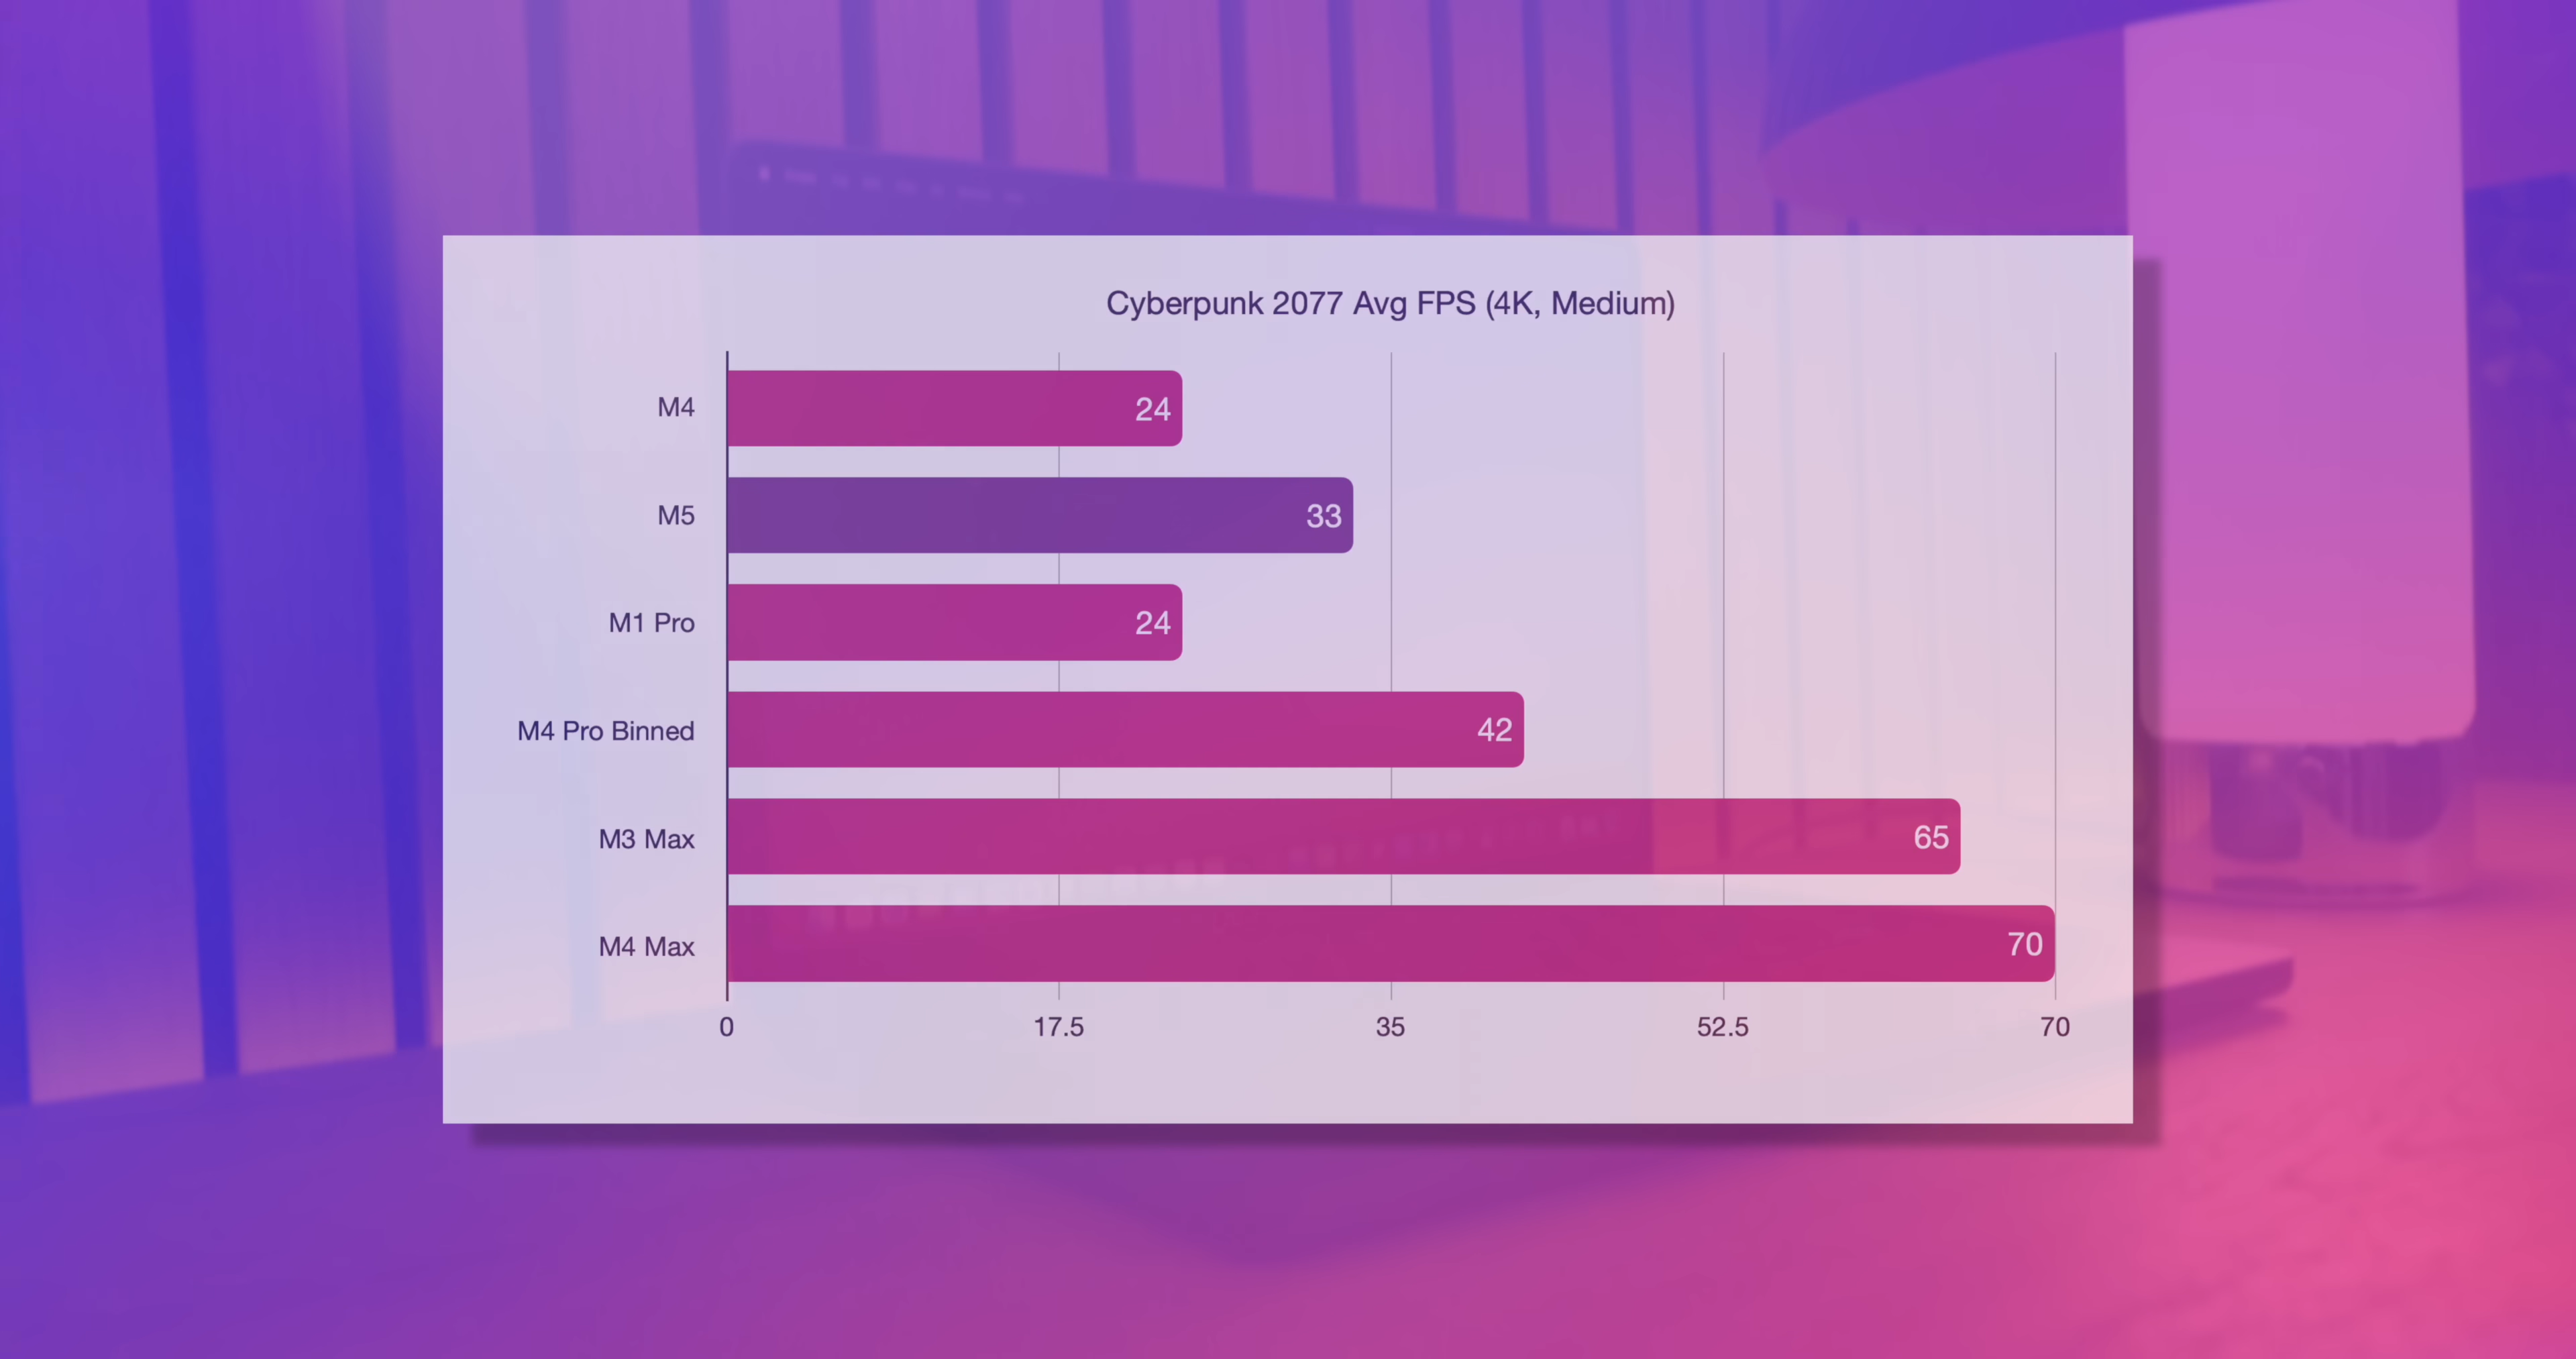 Cyberpunk 2077 Avg FPS (4K, Medium)
M4 24
M5 33
M1 Pro 24
M4 Pro Binned 42
M3 Max 65
M4 Max 70
0 17.5 35 52.5 70